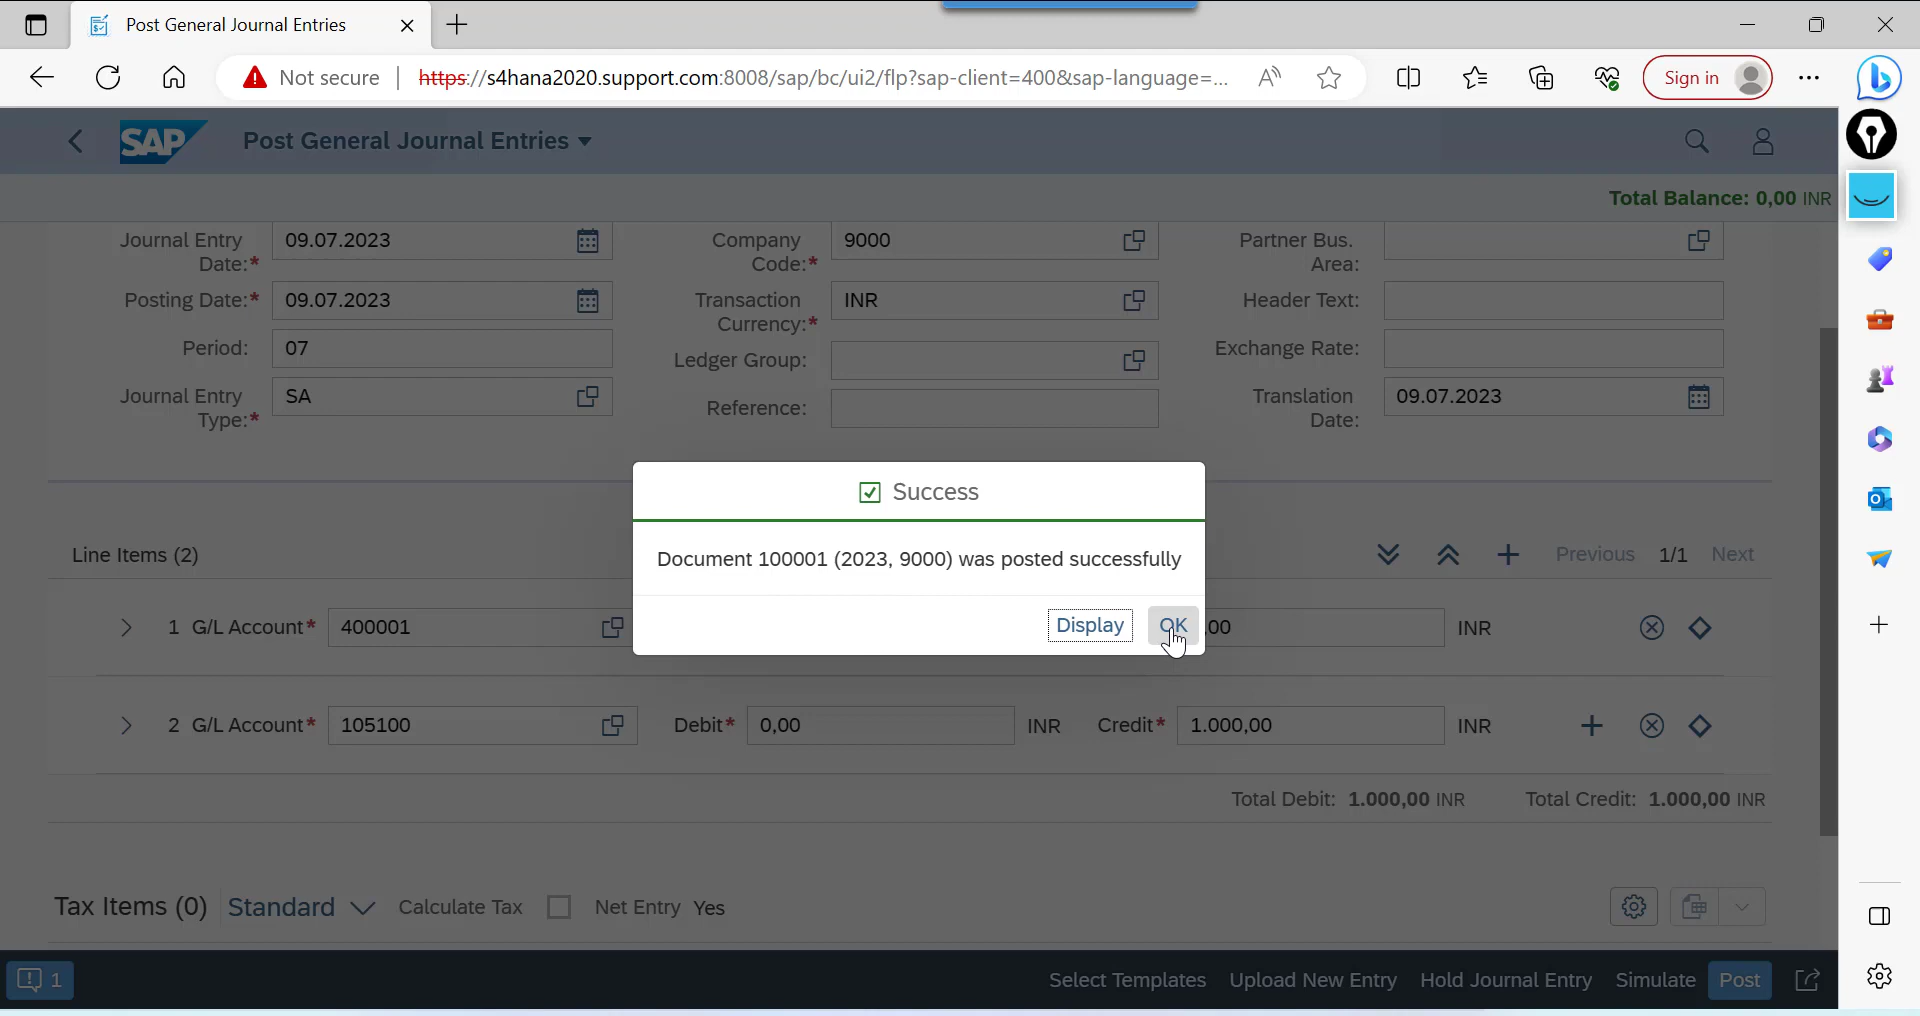 Post General Journal Entries
Not secure | https://s4hana2020.support.com:8008/sap/bc/ui2/flp?sap-client=400&sap-language=...
Sign in
SAP Post General Journal Entries
Total Balance: 0,00 INR
Journal Entry Date:* 09.07.2023
Company Code:* 9000
Partner Bus. Area:
Posting Date:* 09.07.2023
Transaction Currency:* INR
Header Text:
Period: 07
Ledger Group:
Exchange Rate:
Journal Entry Type:* SA
Reference:
Translation Date: 09.07.2023
Success
Document 100001 (2023, 9000) was posted successfully
Display OK
Line Items (2)
Previous 1/1 Next
1 G/L Account* 400001
,00 INR
2 G/L Account* 105100 Debit* 0,00 INR Credit* 1.000,00 INR
Total Debit: 1.000,00 INR Total Credit: 1.000,00 INR
Tax Items (0) Standard Calculate Tax Net Entry Yes
1
Select Templates Upload New Entry Hold Journal Entry Simulate Post